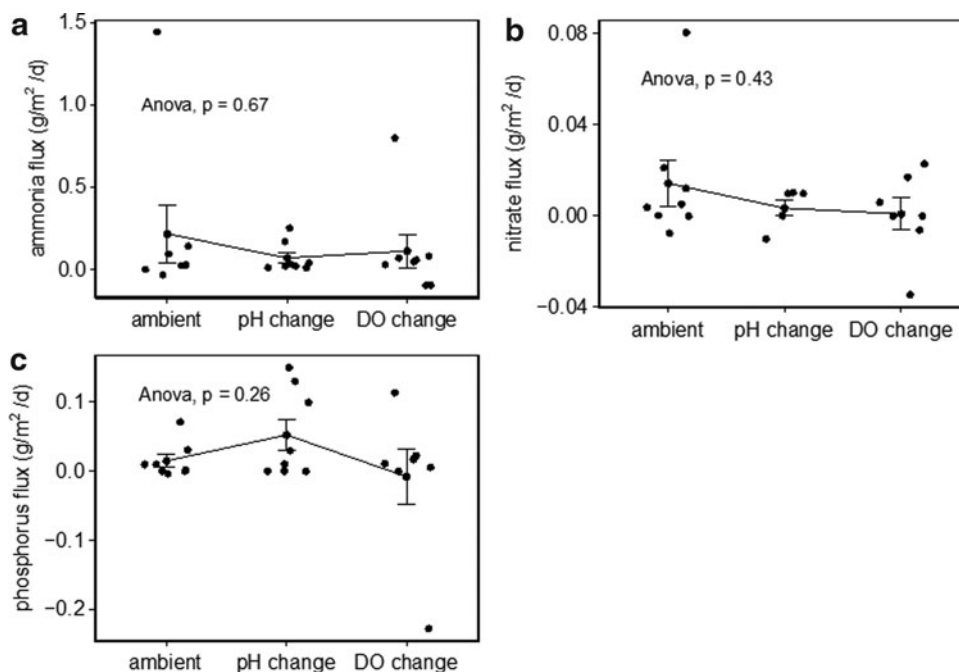 a
1.5
1.0
0.5
0.0
ammonia flux (g/m² /d)
Anova, p = 0.67
ambient pH change DO change
b
0.08
0.04
0.00
−0.04
nitrate flux (g/m² /d)
Anova, p = 0.43
ambient pH change DO change
c
0.1
0.0
−0.1
−0.2
phosphorus flux (g/m² /d)
Anova, p = 0.26
ambient pH change DO change